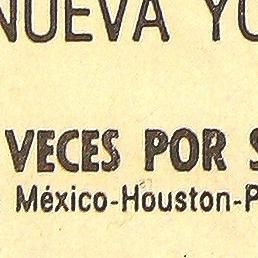 NUEVA YO
VECES POR S
México-Houston-P